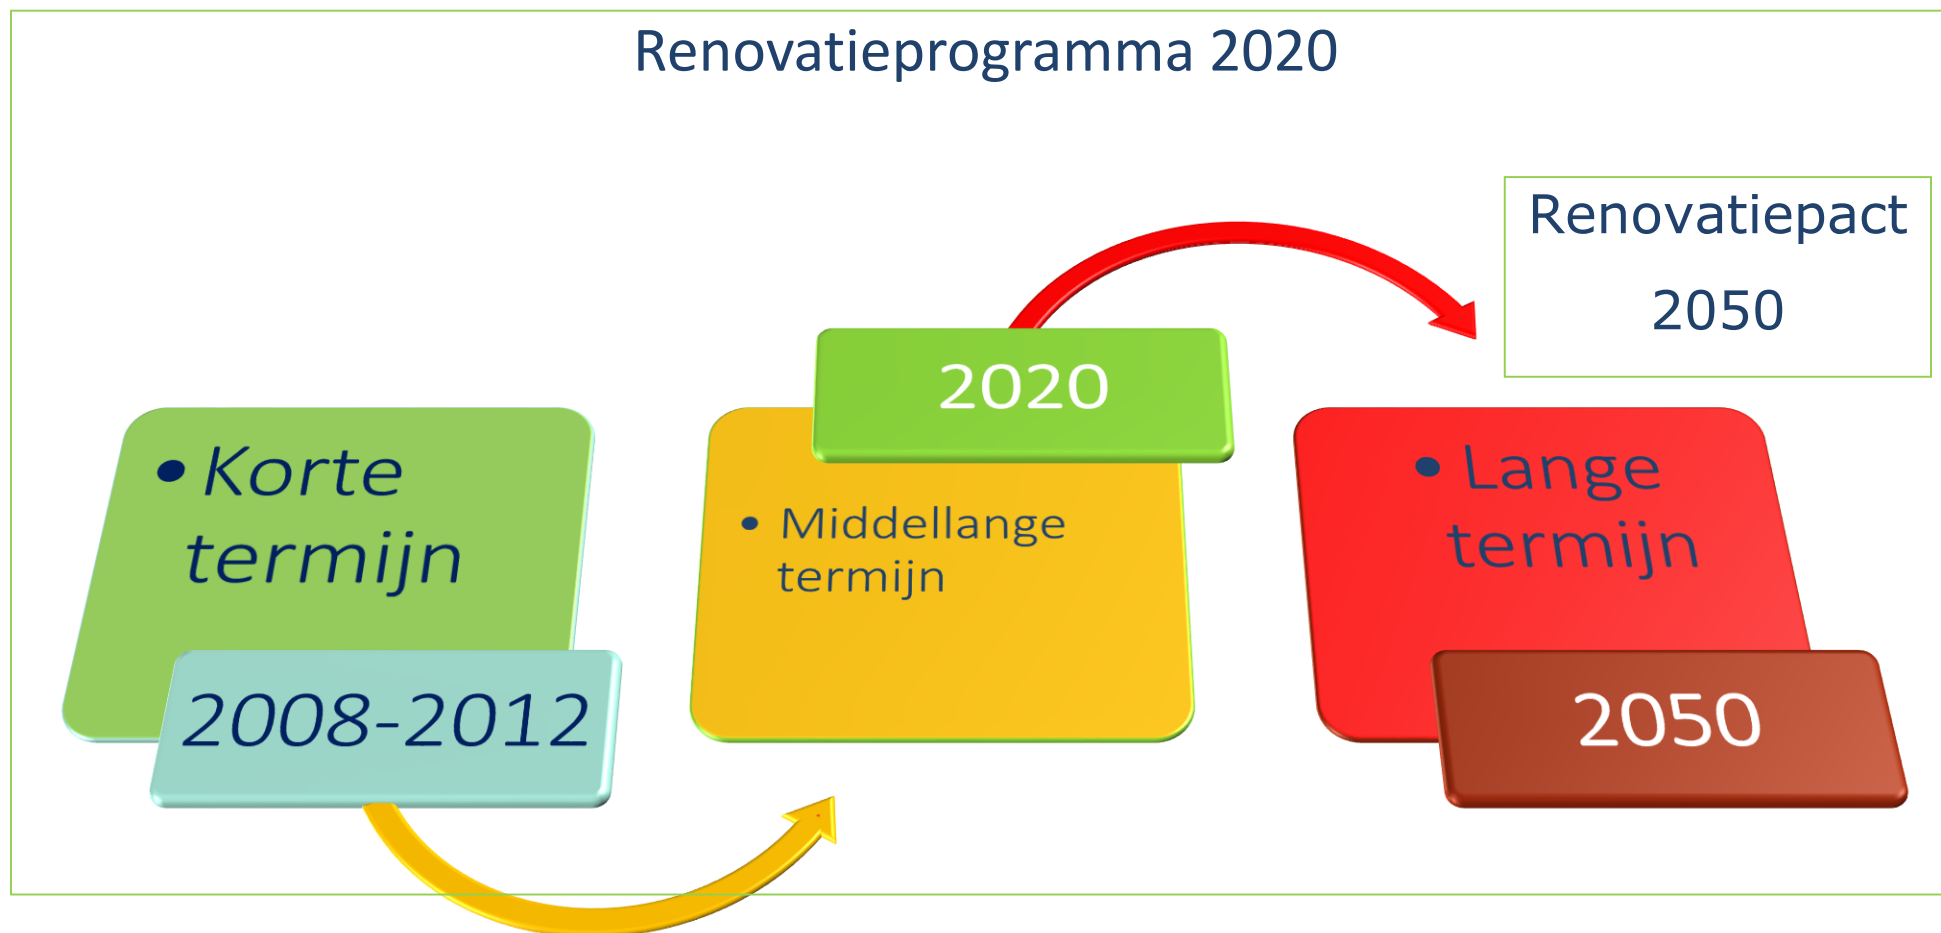 Renovatieprogramma 2020
Renovatiepact
2050
• Korte
termijn
2008-2012
2020
• Middellange
termijn
• Lange
termijn
2050